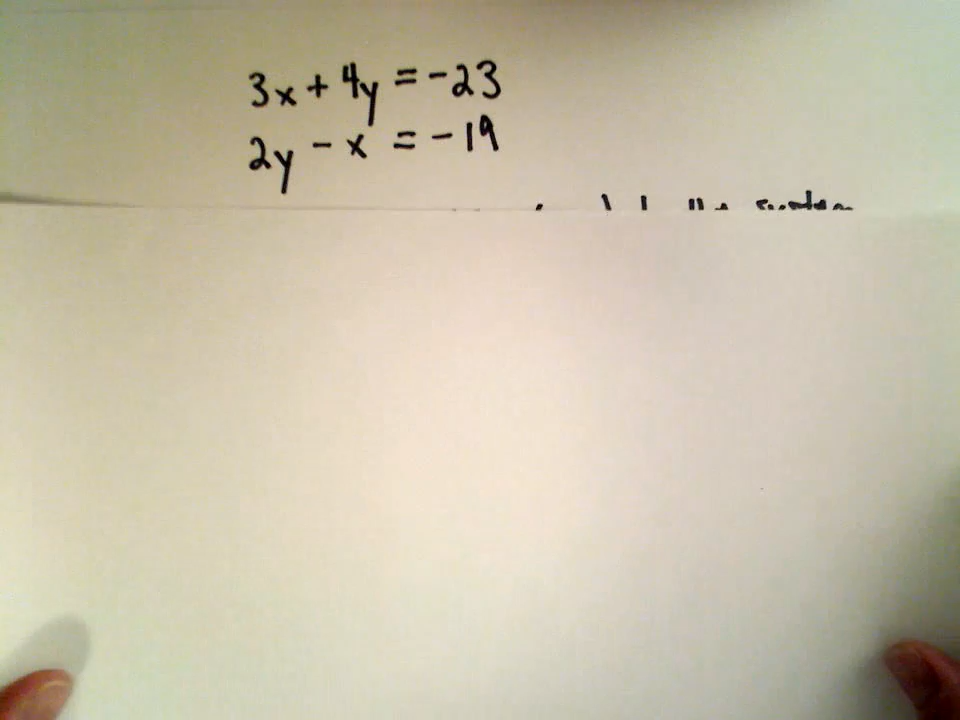 3x + 4y = -23
2y - x = -19